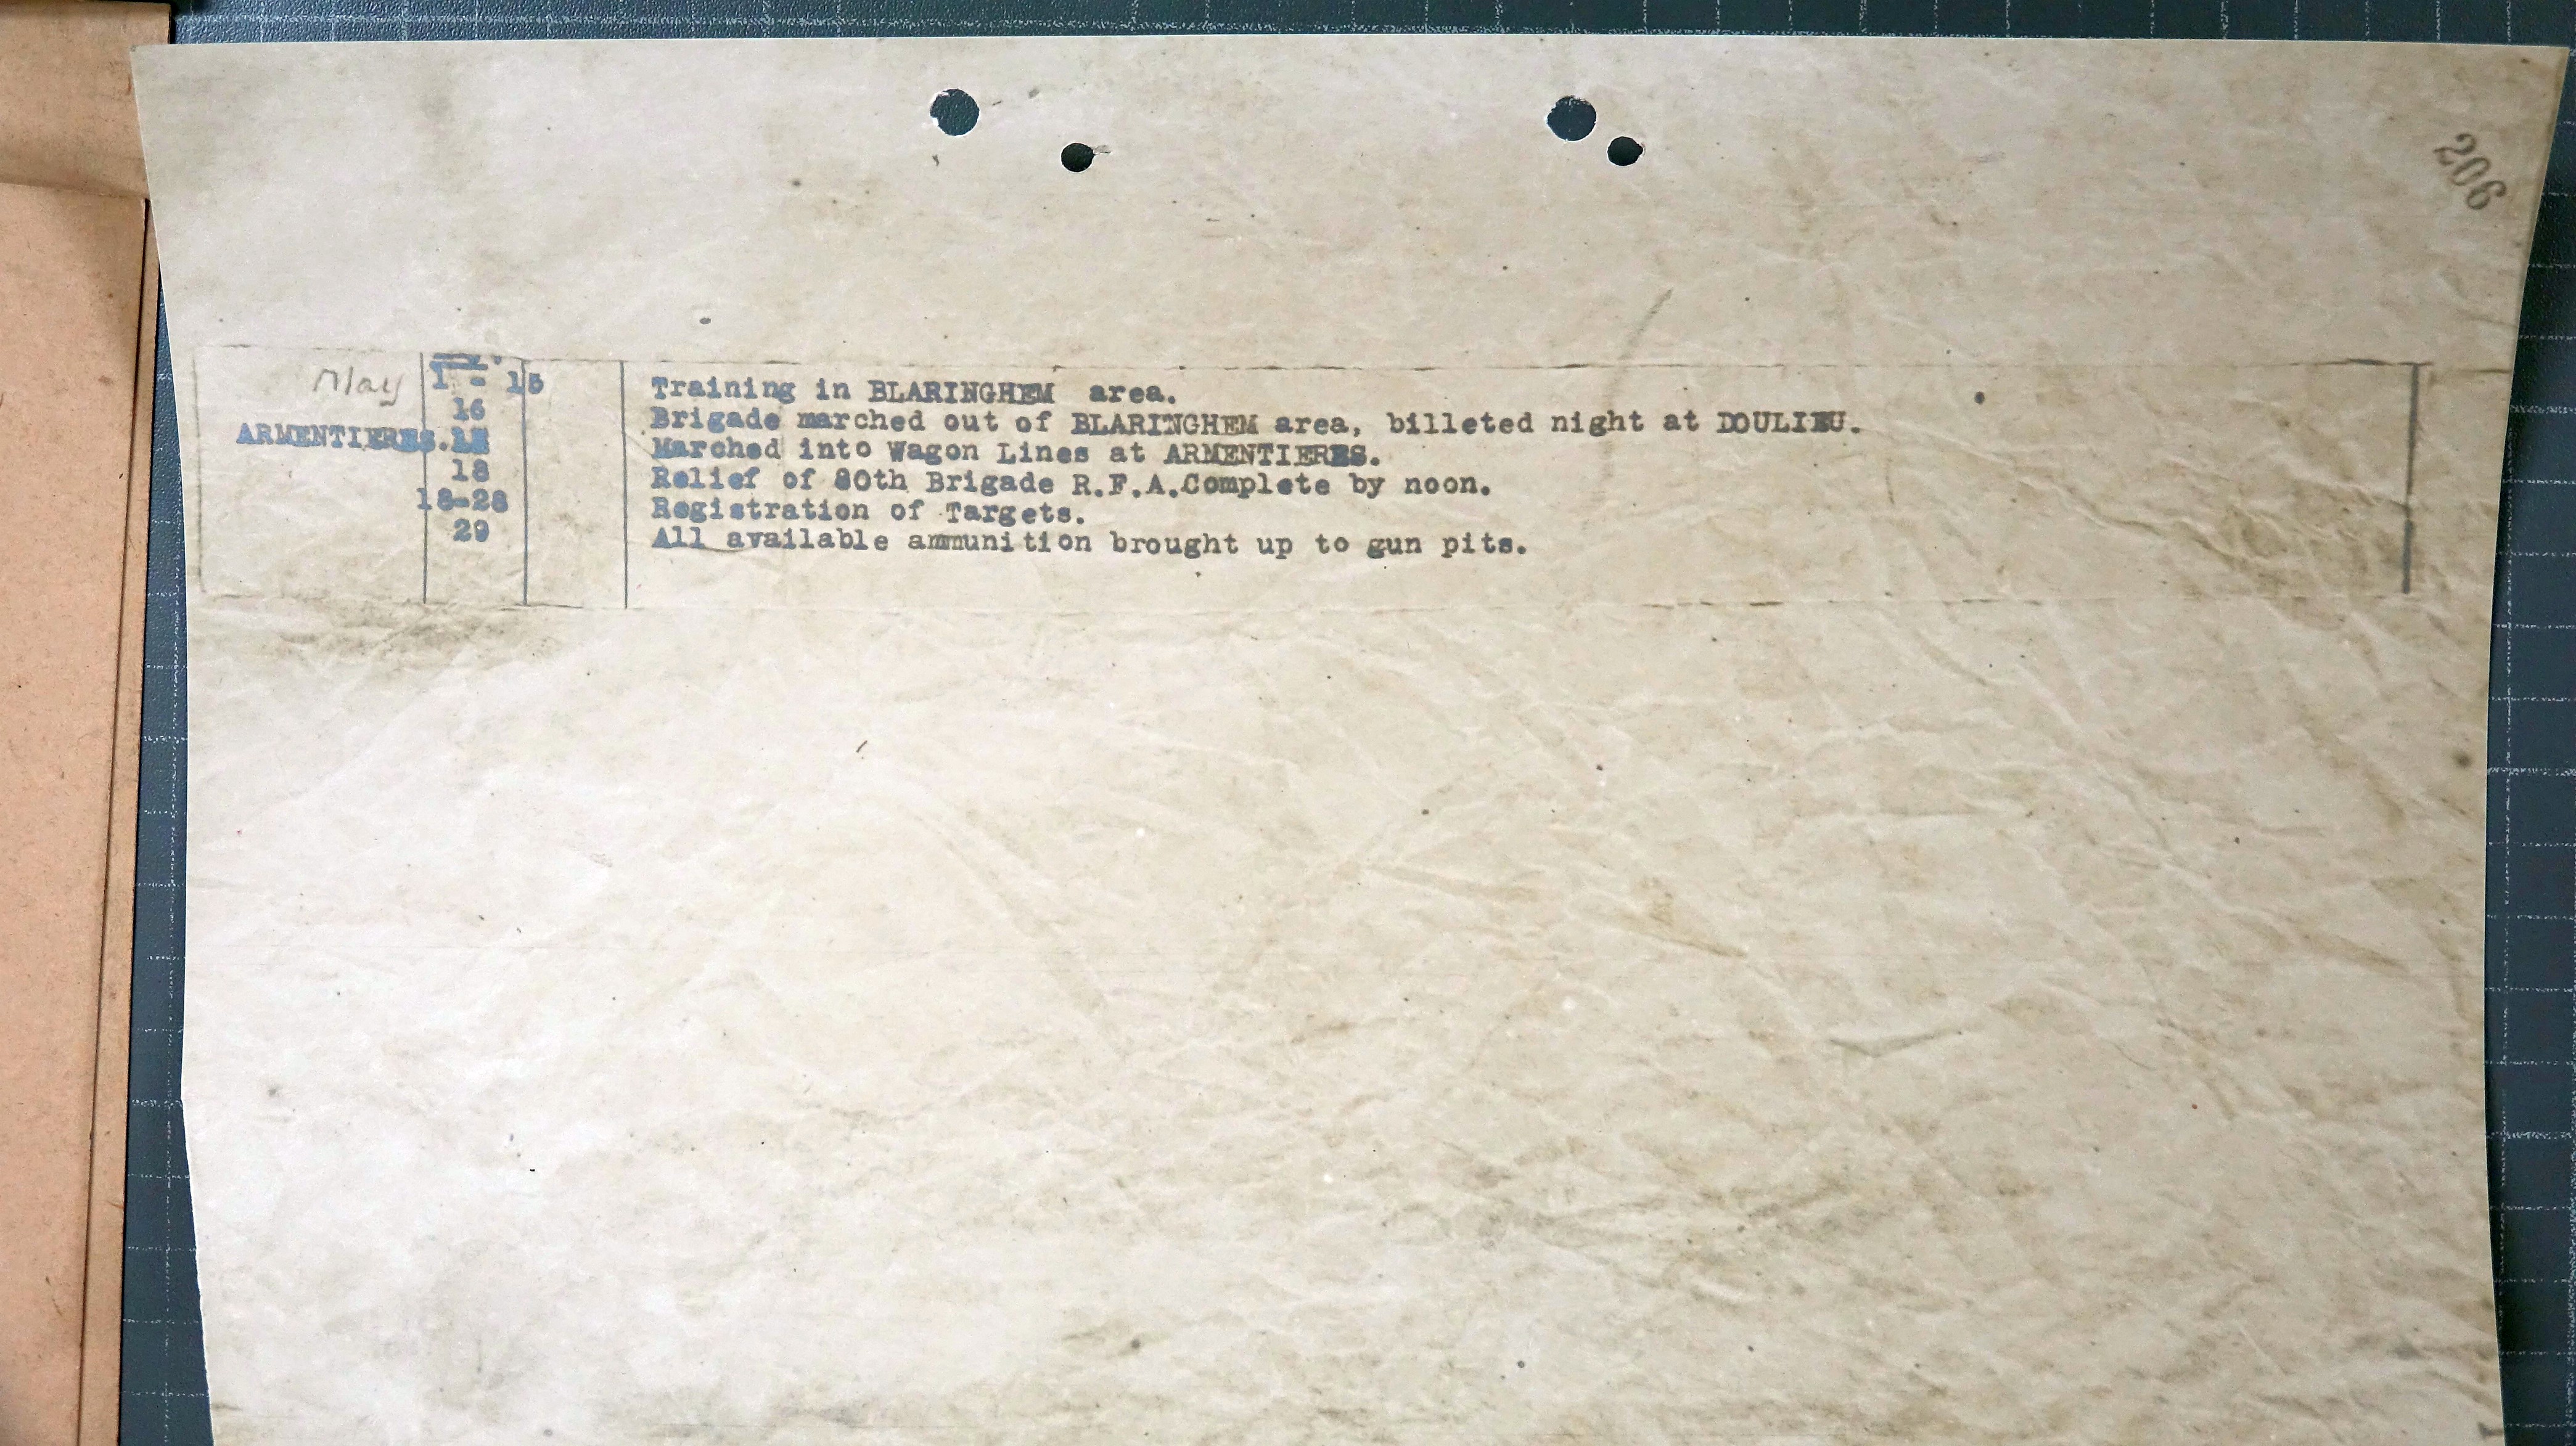 206
May 1 - 15 Training in BLARINGHEM area.
16 Brigade marched out of BLARINGHEM area, billeted night at DOULIEU.
ARMENTIERES. Marched into Wagon Lines at ARMENTIERES.
18 Relief of 80th Brigade R.F.A.Complete by noon.
18-28 Registration of Targets.
29 All available ammunition brought up to gun pits.